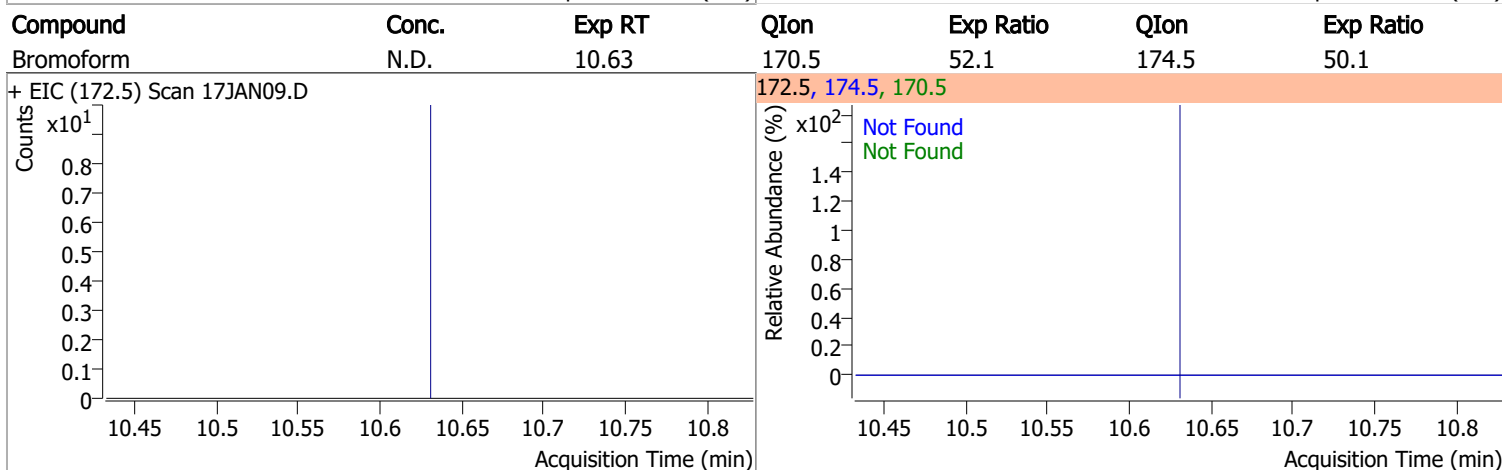 Compound Conc. Exp RT QIon Exp Ratio QIon Exp Ratio
Bromoform N.D. 10.63 170.5 52.1 174.5 50.1
+ EIC (172.5) Scan 17JAN09.D
Counts
x10¹
0.8
0.7
0.6
0.5
0.4
0.3
0.2
0.1
0
10.45 10.5 10.55 10.6 10.65 10.7 10.75 10.8
Acquisition Time (min)
172.5, 174.5, 170.5
Relative Abundance (%)
x10²
Not Found
Not Found
1.4
1.2
1
0.8
0.6
0.4
0.2
0
10.45 10.5 10.55 10.6 10.65 10.7 10.75 10.8
Acquisition Time (min)